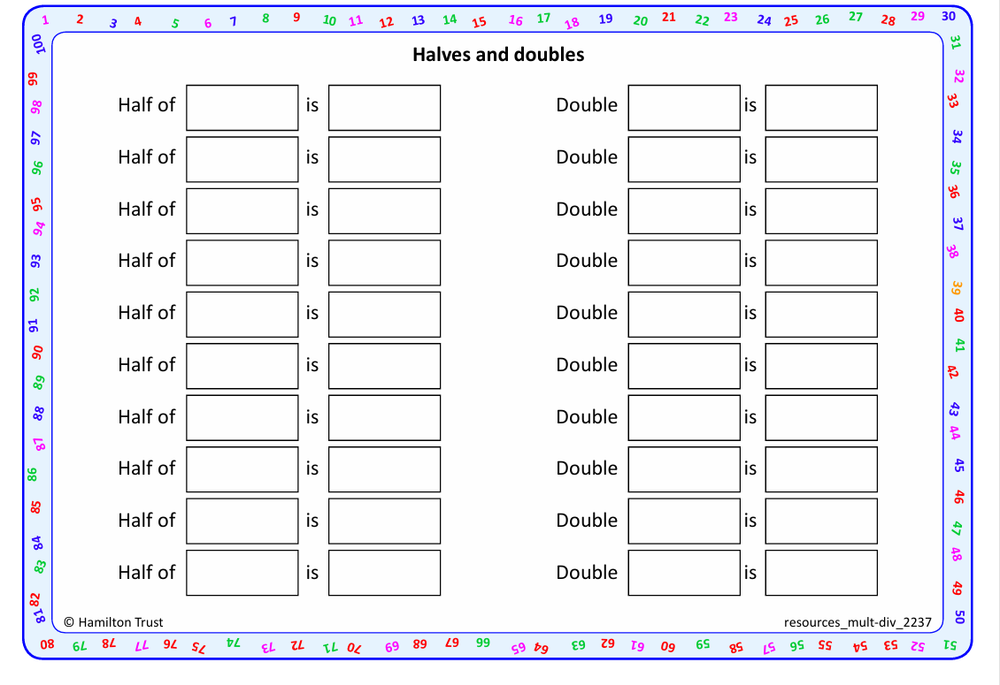 1 2 3 4 5 6 7 8 9 10 11 12 13 14 15 16 17 18 19 20 21 22 23 24 25 26 27 28 29 30
31 32 33 34 35 36 37 38 39 40 41 42 43 44 45 46 47 48 49 50
51 52 53 54 55 56 57 58 59 60 61 62 63 64 65 66 67 68 69 70 71 72 73 74 75 76 77 78 79 80
81 82 83 84 85 86 87 88 89 90 91 92 93 94 95 96 97 98 99 100
Halves and doubles
Half of is Double is
Half of is Double is
Half of is Double is
Half of is Double is
Half of is Double is
Half of is Double is
Half of is Double is
Half of is Double is
Half of is Double is
Half of is Double is
© Hamilton Trust resources_mult-div_2237